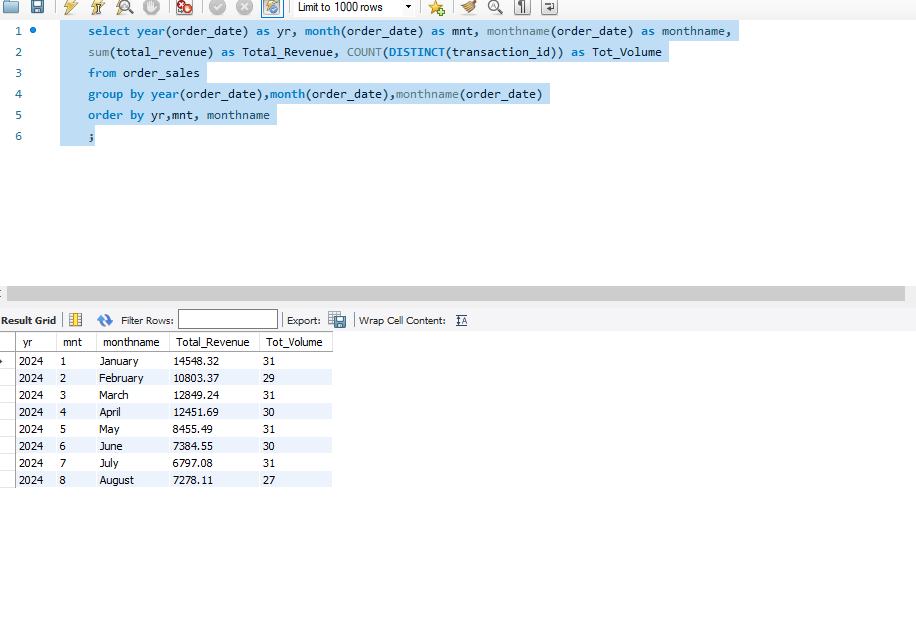 Limit to 1000 rows
1 select year(order_date) as yr, month(order_date) as mnt, monthname(order_date) as monthname,
2 sum(total_revenue) as Total_Revenue, COUNT(DISTINCT(transaction_id)) as Tot_Volume
3 from order_sales
4 group by year(order_date),month(order_date),monthname(order_date)
5 order by yr,mnt, monthname
6 ;
Result Grid Filter Rows: Export: Wrap Cell Content:
yr mnt monthname Total_Revenue Tot_Volume
2024 1 January 14548.32 31
2024 2 February 10803.37 29
2024 3 March 12849.24 31
2024 4 April 12451.69 30
2024 5 May 8455.49 31
2024 6 June 7384.55 30
2024 7 July 6797.08 31
2024 8 August 7278.11 27